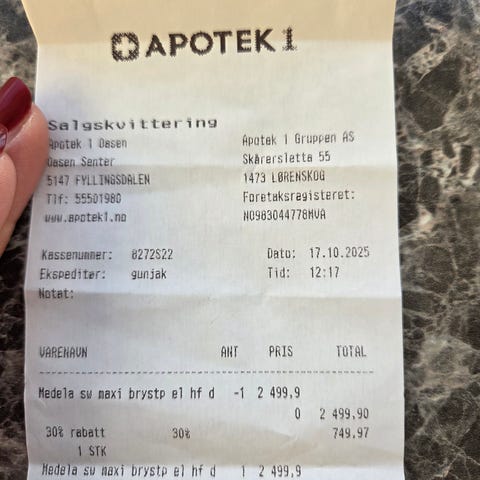 APOTEK 1
Salgskvittering
Apotek 1 Oasen
Oasen Senter
5147 FYLLINGSDALEN
Tlf: 55501980
www.apotek1.no
Apotek 1 Gruppen AS
Skårersletta 55
1473 LØRENSKOG
Foretaksregisteret:
NO983044778MVA
Kassenummer: 8272S22
Ekspeditør: gunjak
Notat:
Dato: 17.10.2025
Tid: 12:17
VARENAVN ANT PRIS TOTAL
Medela sw maxi brystp el hf d -1 2 499,9
0 2 499,90
30% rabatt 30% 749,97
1 STK
Medela sw maxi brystp el hf d 1 2 499,9